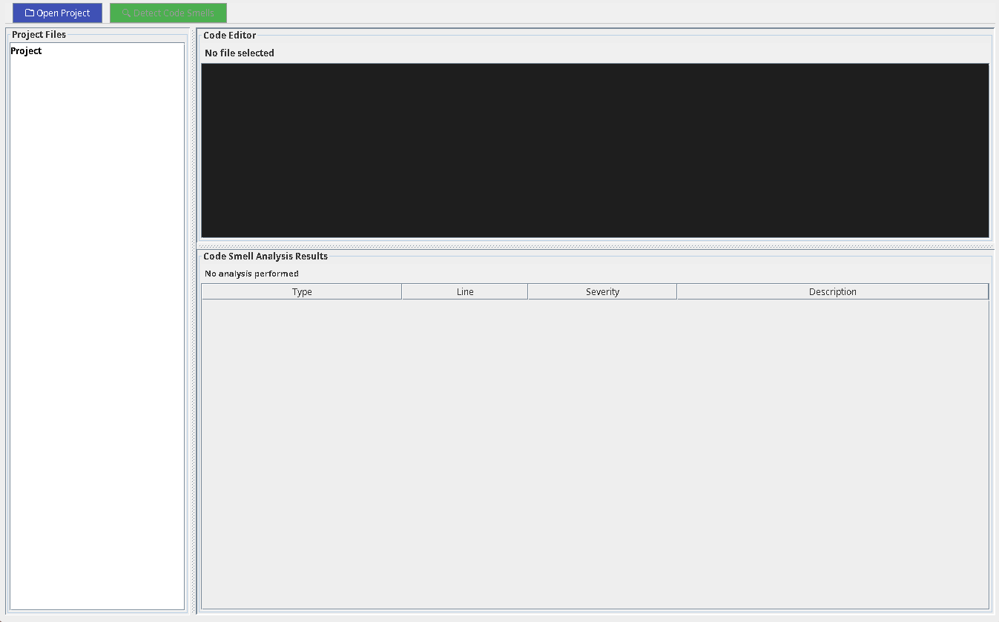 Open Project
Detect Code Smells
Project Files
Project
Code Editor
No file selected
Code Smell Analysis Results
No analysis performed
Type Line Severity Description